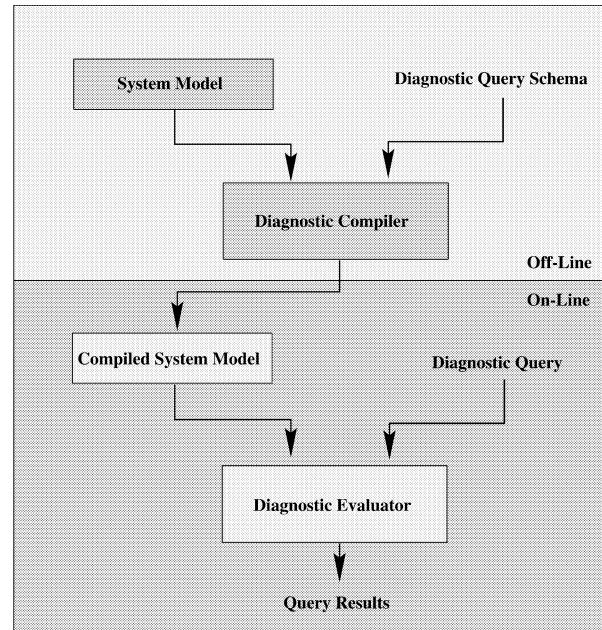 System Model
Diagnostic Query Schema
Diagnostic Compiler
Off-Line
On-Line
Compiled System Model
Diagnostic Query
Diagnostic Evaluator
Query Results